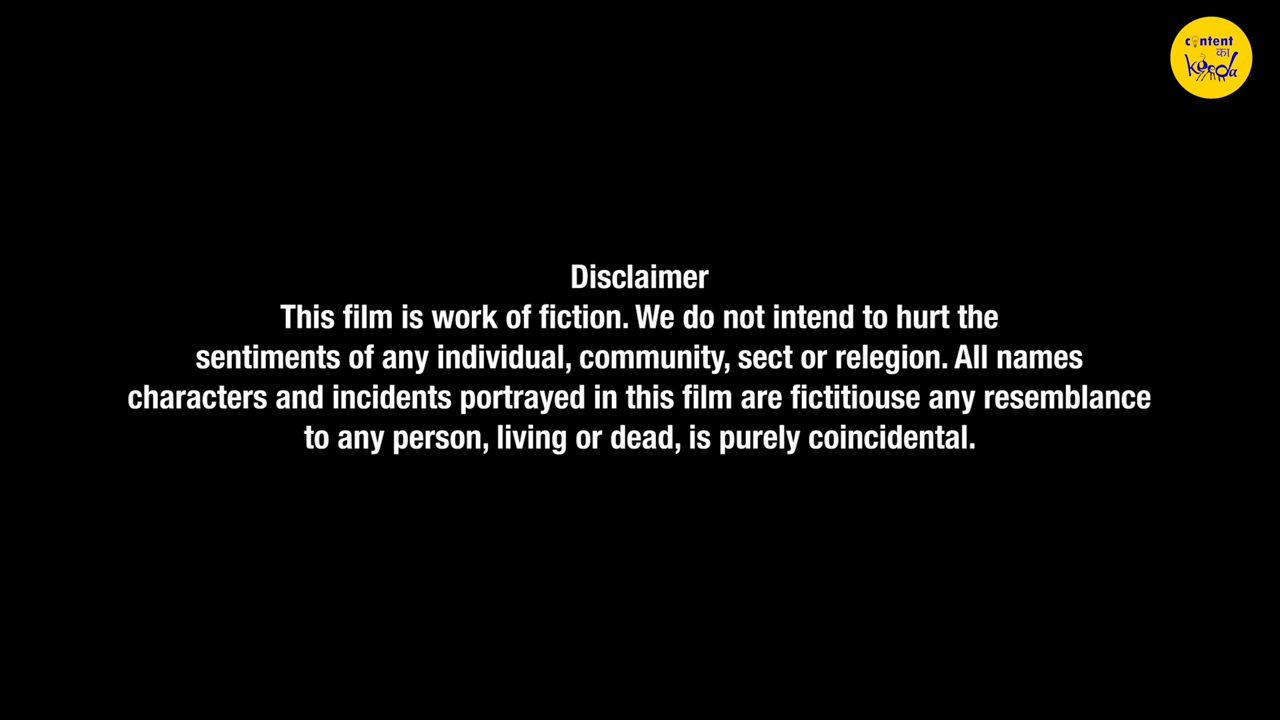 content
का
keeda
Disclaimer
This film is work of fiction. We do not intend to hurt the
sentiments of any individual, community, sect or relegion. All names
characters and incidents portrayed in this film are fictitiouse any resemblance
to any person, living or dead, is purely coincidental.